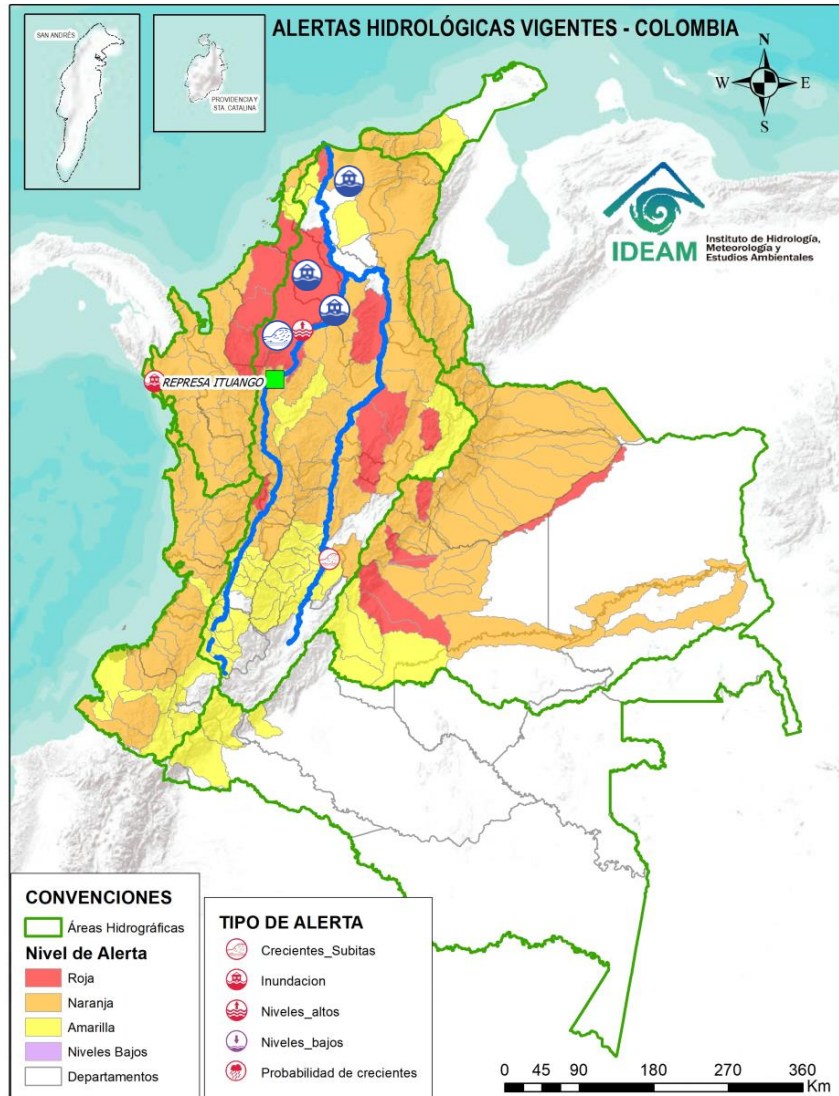 ALERTAS HIDROLÓGICAS VIGENTES - COLOMBIA
SAN ANDRÉS
PROVIDENCIA Y
STA. CATALINA
N
W
E
S
IDEAM
Instituto de Hidrología,
Meteorología y
Estudios Ambientales
REPRESA ITUANGO
CONVENCIONES
Áreas Hidrográficas
Nivel de Alerta
Roja
Naranja
Amarilla
Niveles Bajos
Departamentos
TIPO DE ALERTA
Crecientes_Subitas
Inundacion
Niveles_altos
Niveles_bajos
Probabilidad de crecientes
0 45 90 180 270 360
Km